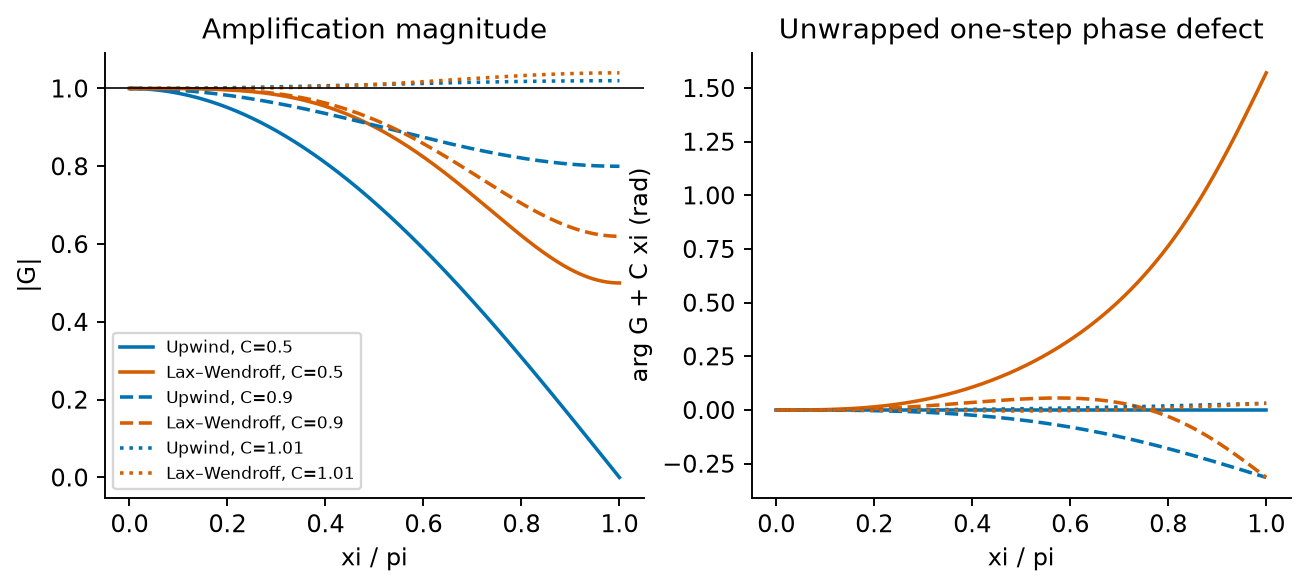 Amplification magnitude
|G|
1.0
0.8
0.6
0.4
0.2
0.0
Upwind, C=0.5
Lax–Wendroff, C=0.5
Upwind, C=0.9
Lax–Wendroff, C=0.9
Upwind, C=1.01
Lax–Wendroff, C=1.01
0.0 0.2 0.4 0.6 0.8 1.0
xi / pi
Unwrapped one-step phase defect
arg G + C xi (rad)
1.50
1.25
1.00
0.75
0.50
0.25
0.00
−0.25
0.0 0.2 0.4 0.6 0.8 1.0
xi / pi